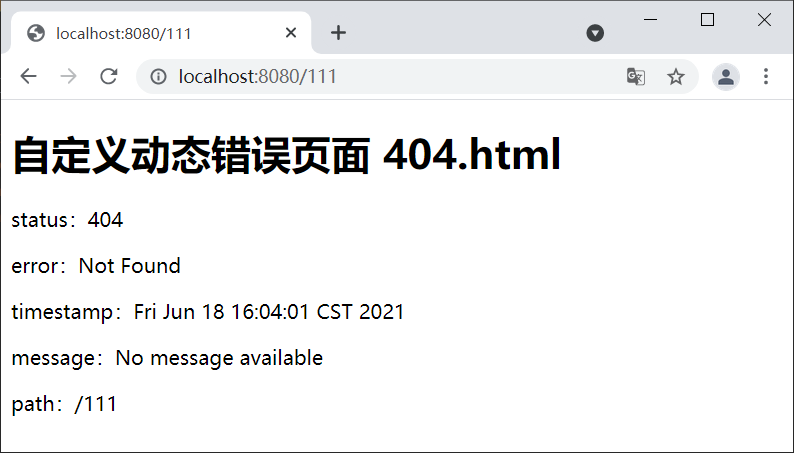 localhost:8080/111
localhost:8080/111
自定义动态错误页面 404.html
status：404
error：Not Found
timestamp：Fri Jun 18 16:04:01 CST 2021
message：No message available
path：/111